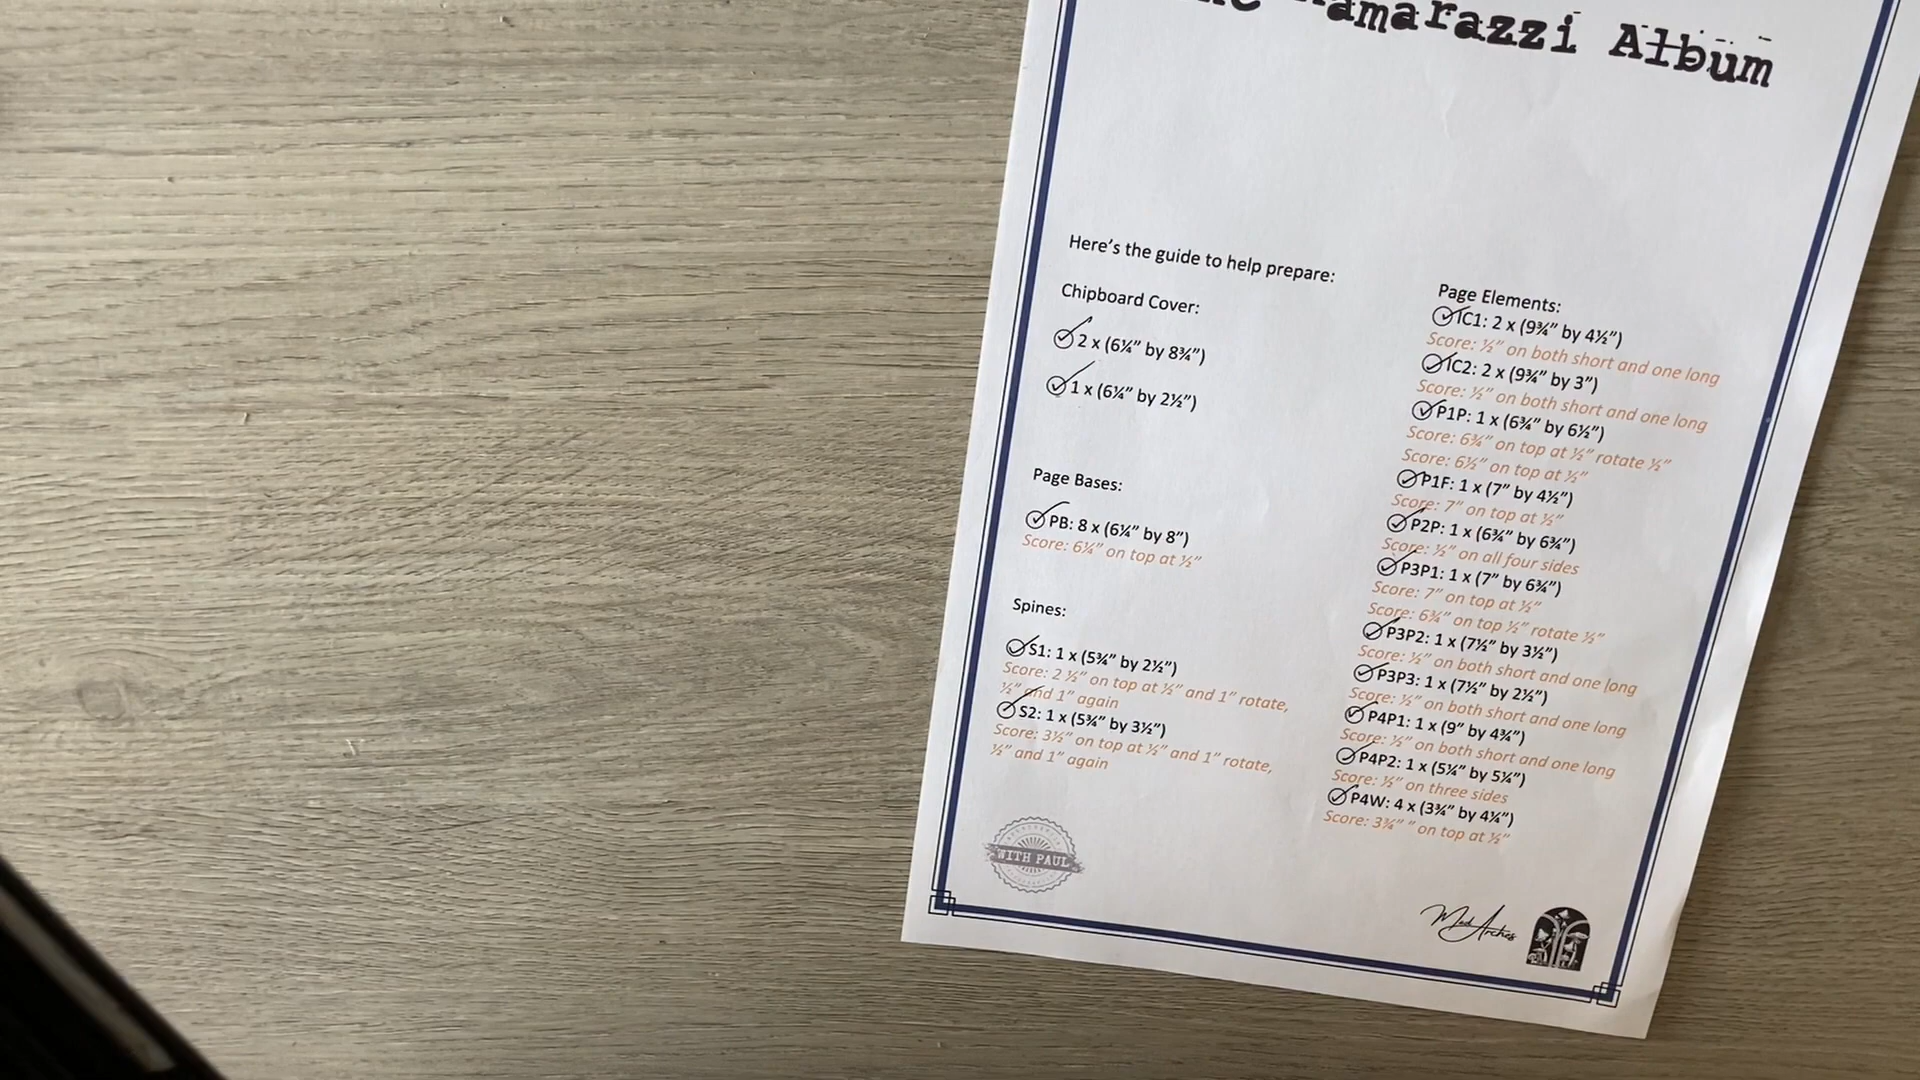 Album
Here's the guide to help prepare:
Chipboard Cover:
2 x (6¼" by 8¾")
1 x (6¼" by 2½")
Page Bases:
PB: 8 x (6¼" by 8")
Score: 6¼" on top at ½"
Spines:
S1: 1 x (5¾" by 2½")
Score: 2 ½" on top at ½" and 1" rotate,
½" and 1" again
S2: 1 x (5¾" by 3½")
Score: 3½" on top at ½" and 1" rotate,
½" and 1" again
WITH PAUL
Page Elements:
IC1: 2 x (9¾" by 4½")
Score: ½" on both short and one long
IC2: 2 x (9¾" by 3")
Score: ½" on both short and one long
P1P: 1 x (6¾" by 6½")
Score: 6¾" on top at ½" rotate ½"
Score: 6½" on top at ½"
P1F: 1 x (7" by 4½")
Score: 7" on top at ½"
P2P: 1 x (6¾" by 6¾")
Score: ½" on all four sides
P3P1: 1 x (7" by 6¾")
Score: 7" on top at ½"
Score: 6¾" on top ½" rotate ½"
P3P2: 1 x (7½" by 3½")
Score: ½" on both short and one long
P3P3: 1 x (7½" by 2½")
Score: ½" on both short and one long
P4P1: 1 x (9" by 4¾")
Score: ½" on both short and one long
P4P2: 1 x (5¼" by 5¼")
Score: ½" on three sides
P4W: 4 x (3¾" by 4¼")
Score: 3¾" " on top at ½"
Mad Arches